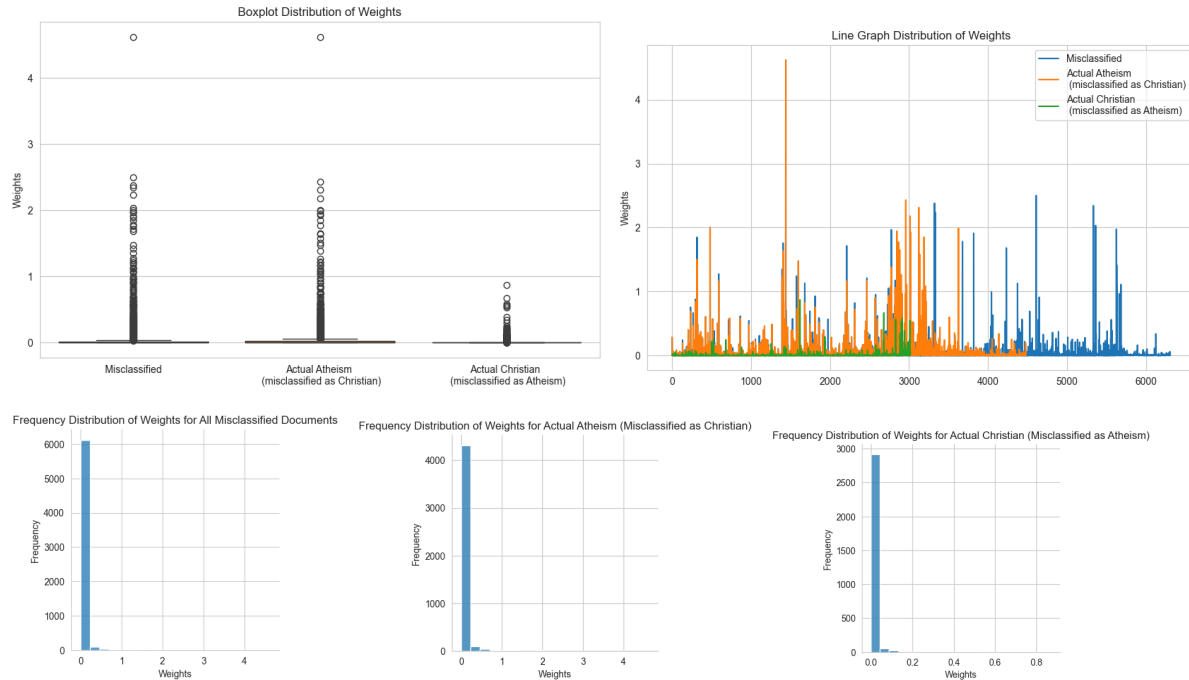 Boxplot Distribution of Weights
4
3
2
1
0
Weights
Misclassified
Actual Atheism
(misclassified as Christian)
Actual Christian
(misclassified as Atheism)
Line Graph Distribution of Weights
Misclassified
Actual Atheism
(misclassified as Christian)
Actual Christian
(misclassified as Atheism)
4
3
2
1
0
Weights
0 1000 2000 3000 4000 5000 6000
Frequency Distribution of Weights for All Misclassified Documents
6000
5000
4000
3000
2000
1000
0
Frequency
0 1 2 3 4
Weights
Frequency Distribution of Weights for Actual Atheism (Misclassified as Christian)
4000
3000
2000
1000
0
Frequency
0 1 2 3 4
Weights
Frequency Distribution of Weights for Actual Christian (Misclassified as Atheism)
3000
2500
2000
1500
1000
500
0
Frequency
0.0 0.2 0.4 0.6 0.8
Weights